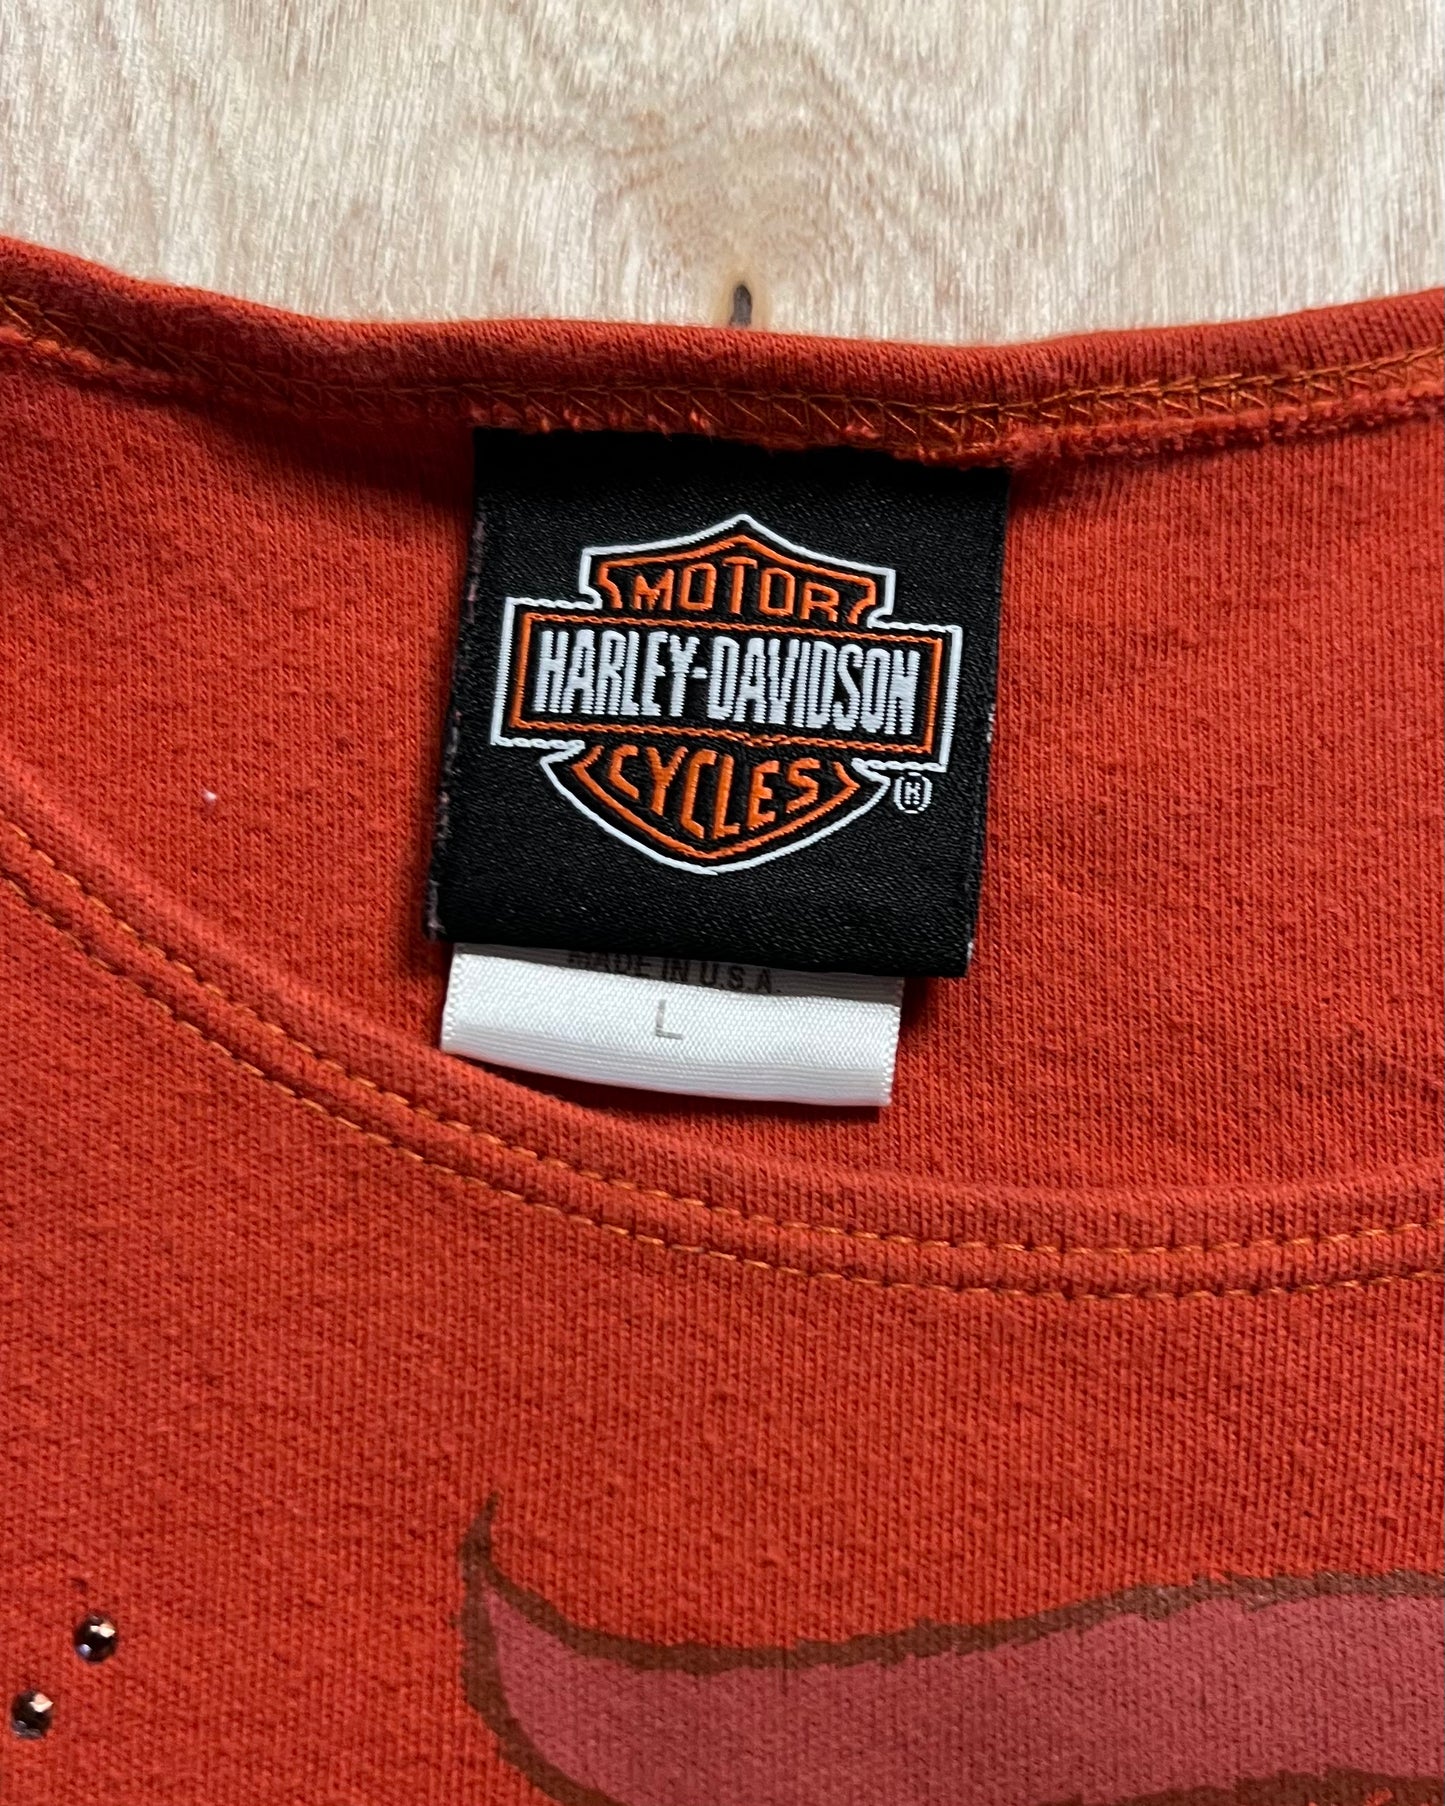 MOTOR
HARLEY-DAVIDSON
CYCLES
®
MADE IN U.S.A.
L